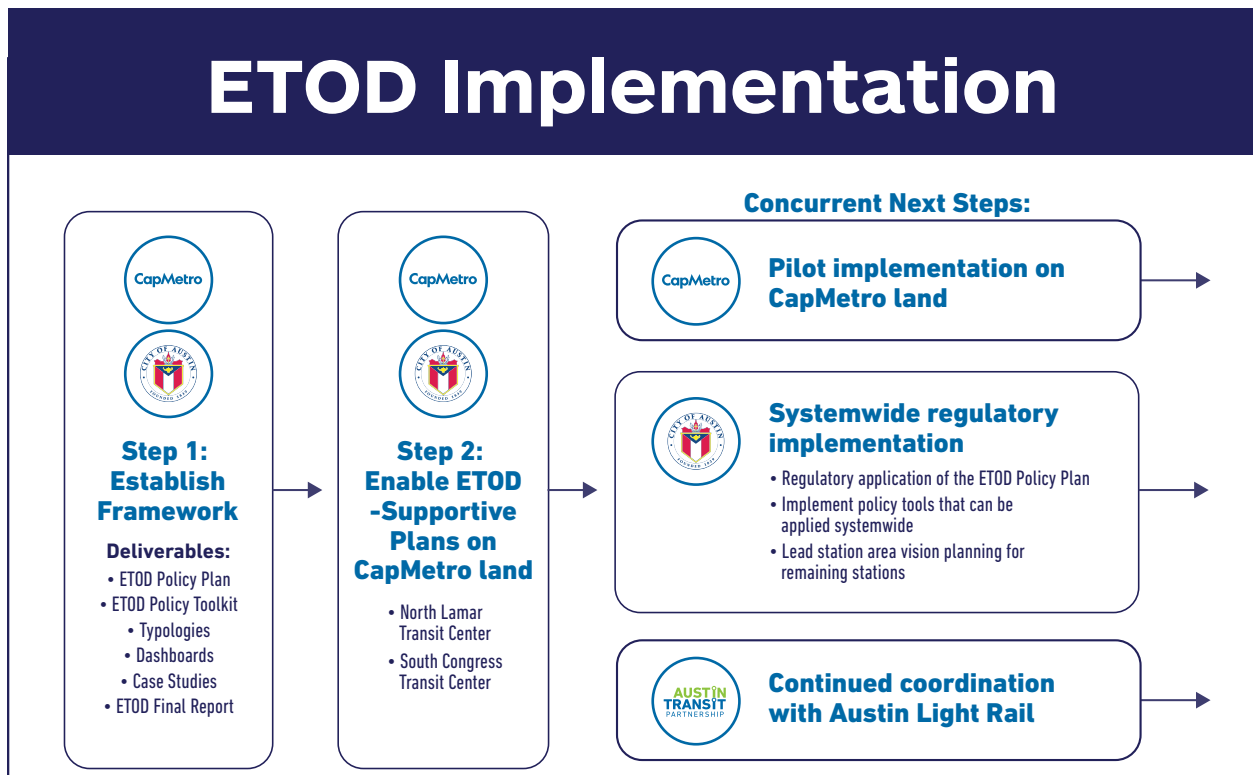 ETOD Implementation
CapMetro
CITY OF AUSTIN
FOUNDED 1839
Step 1:
Establish
Framework
Deliverables:
• ETOD Policy Plan
• ETOD Policy Toolkit
• Typologies
• Dashboards
• Case Studies
• ETOD Final Report
CapMetro
CITY OF AUSTIN
FOUNDED 1839
Step 2:
Enable ETOD
-Supportive
Plans on
CapMetro land
• North Lamar
Transit Center
• South Congress
Transit Center
Concurrent Next Steps:
CapMetro
Pilot implementation on
CapMetro land
CITY OF AUSTIN
FOUNDED 1839
Systemwide regulatory
implementation
• Regulatory application of the ETOD Policy Plan
• Implement policy tools that can be
applied systemwide
• Lead station area vision planning for
remaining stations
AUSTIN
TRANSIT
PARTNERSHIP
Continued coordination
with Austin Light Rail